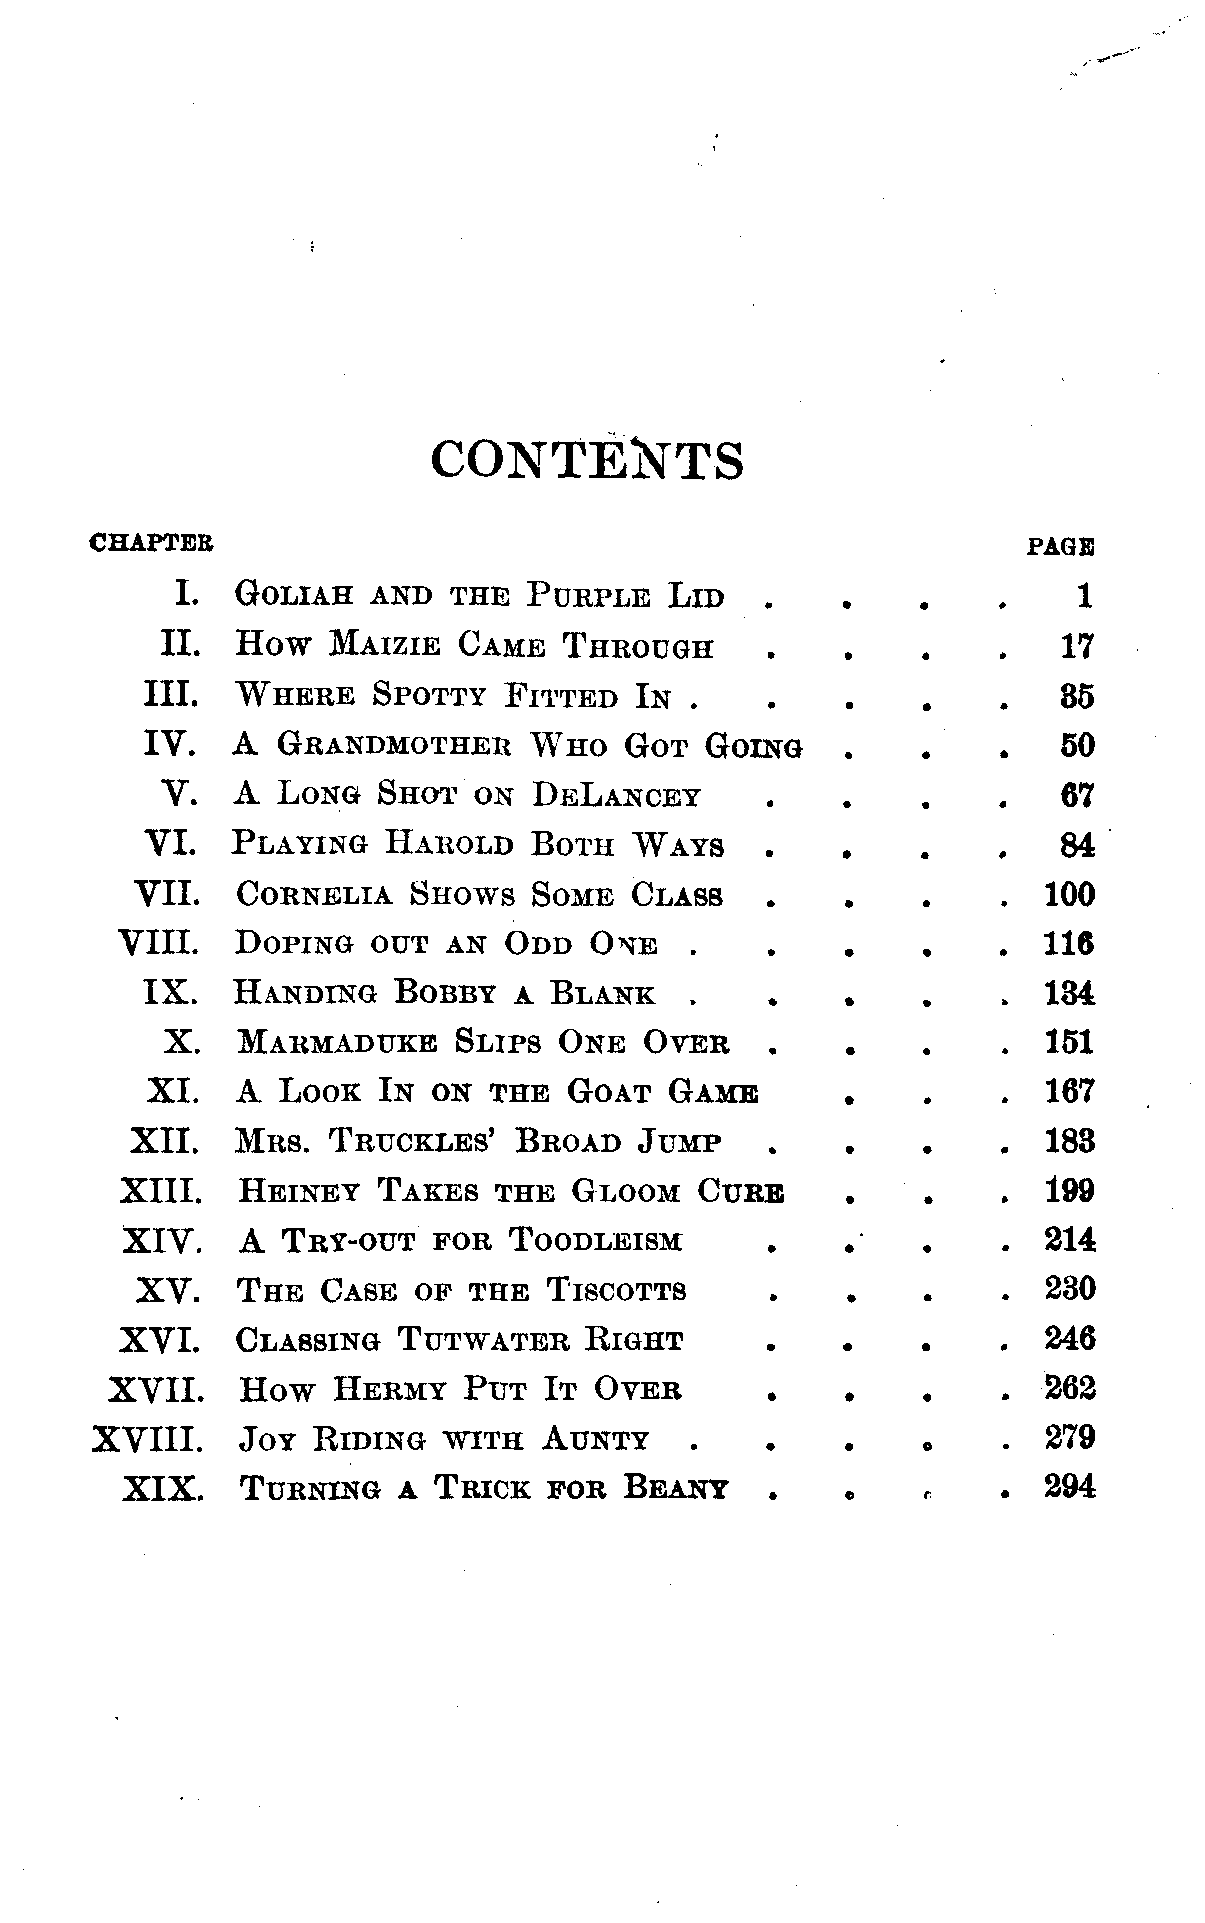 CONTENTS
CHAPTER PAGE
I. Goliah and the Purple Lid . . . . 1
II. How Maizie Came Through . . . . 17
III. Where Spotty Fitted In . . . . . 35
IV. A Grandmother Who Got Going . . . 50
V. A Long Shot on DeLancey . . . . 67
VI. Playing Harold Both Ways . . . . 84
VII. Cornelia Shows Some Class . . . . 100
VIII. Doping out an Odd One . . . . . 116
IX. Handing Bobby a Blank . . . . . 134
X. Marmaduke Slips One Over . . . . 151
XI. A Look In on the Goat Game . . . 167
XII. Mrs. Truckles' Broad Jump . . . . 183
XIII. Heiney Takes the Gloom Cure . . . 199
XIV. A Try-out for Toodleism . . . . 214
XV. The Case of the Tiscotts . . . . 230
XVI. Classing Tutwater Right . . . . 246
XVII. How Hermy Put It Over . . . . 262
XVIII. Joy Riding with Aunty . . . . . 279
XIX. Turning a Trick for Beany . . . . 294